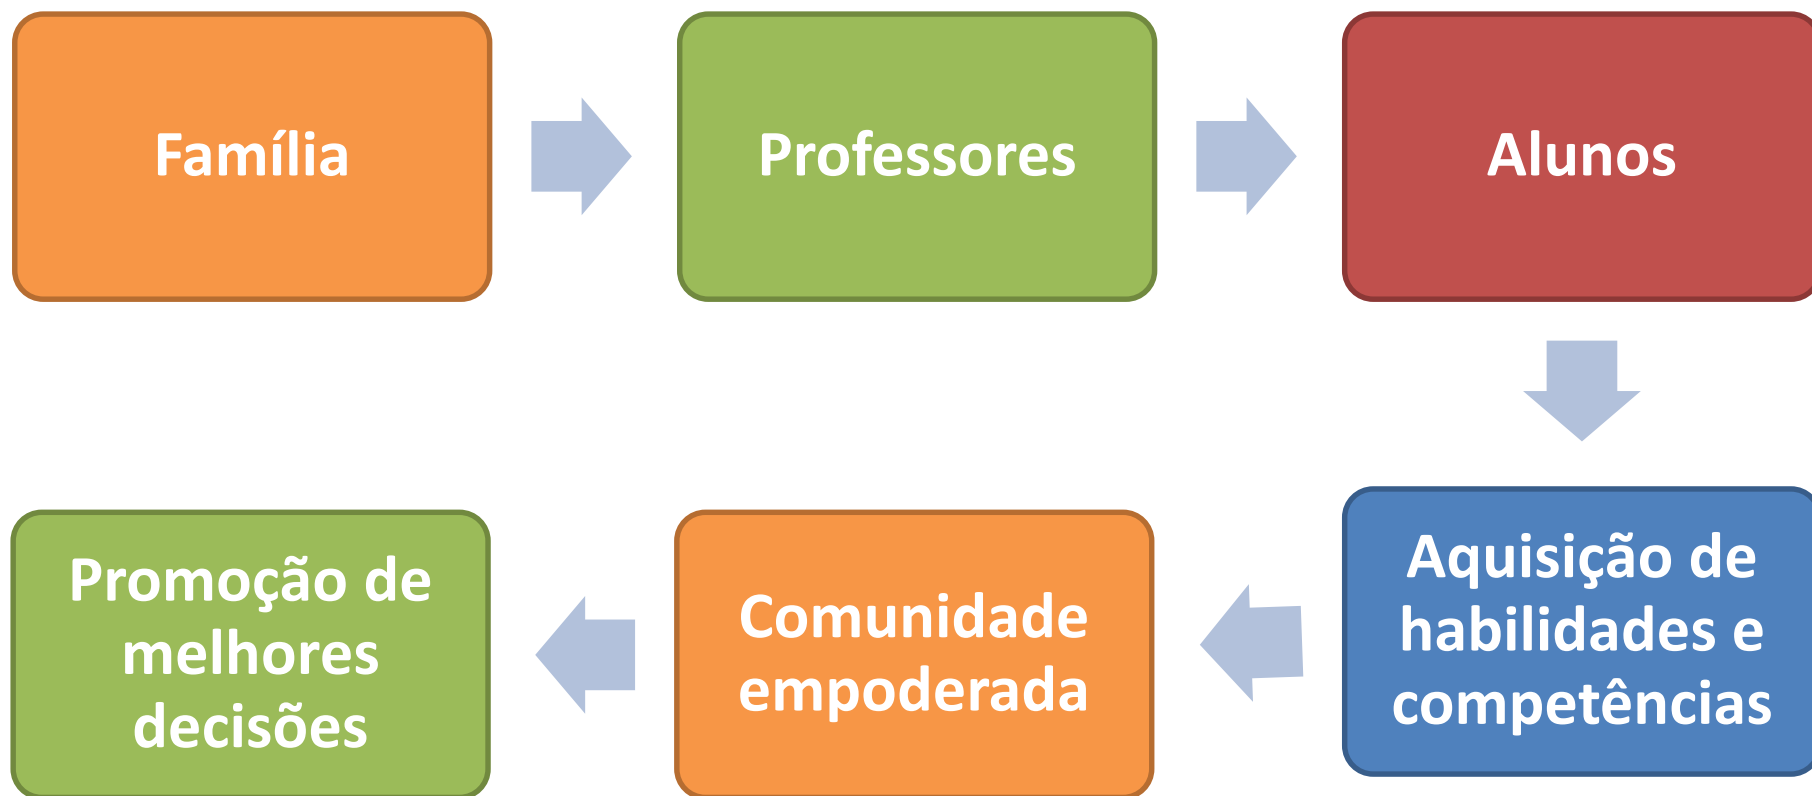 Família
Professores
Alunos
Aquisição de
habilidades e
competências
Comunidade
empoderada
Promoção de
melhores
decisões